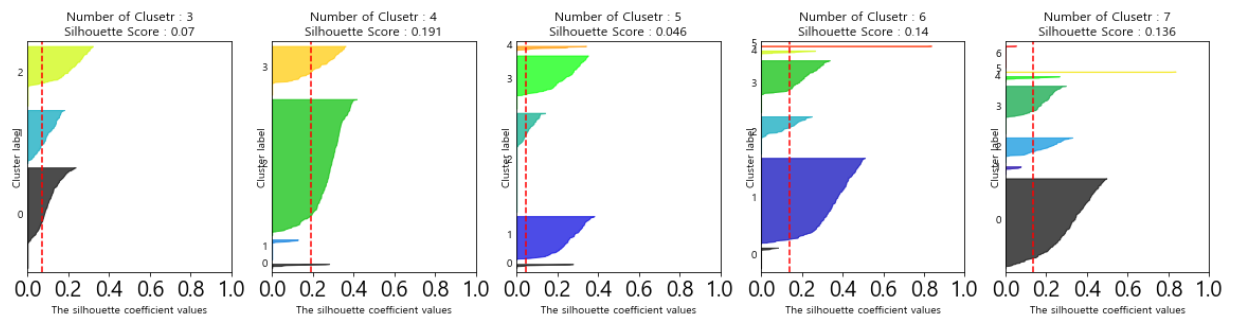 Number of Clusetr : 3
Silhouette Score : 0.07
Cluster label
2
0
0.0 0.2 0.4 0.6 0.8 1.0
The silhouette coefficient values
Number of Clusetr : 4
Silhouette Score : 0.191
Cluster label
3
1
0
0.0 0.2 0.4 0.6 0.8 1.0
The silhouette coefficient values
Number of Clusetr : 5
Silhouette Score : 0.046
Cluster label
4
3
1
0
0.0 0.2 0.4 0.6 0.8 1.0
The silhouette coefficient values
Number of Clusetr : 6
Silhouette Score : 0.14
Cluster label
5
4
3
1
0
0.0 0.2 0.4 0.6 0.8 1.0
The silhouette coefficient values
Number of Clusetr : 7
Silhouette Score : 0.136
Cluster label
6
5
4
3
2
0
0.0 0.2 0.4 0.6 0.8 1.0
The silhouette coefficient values